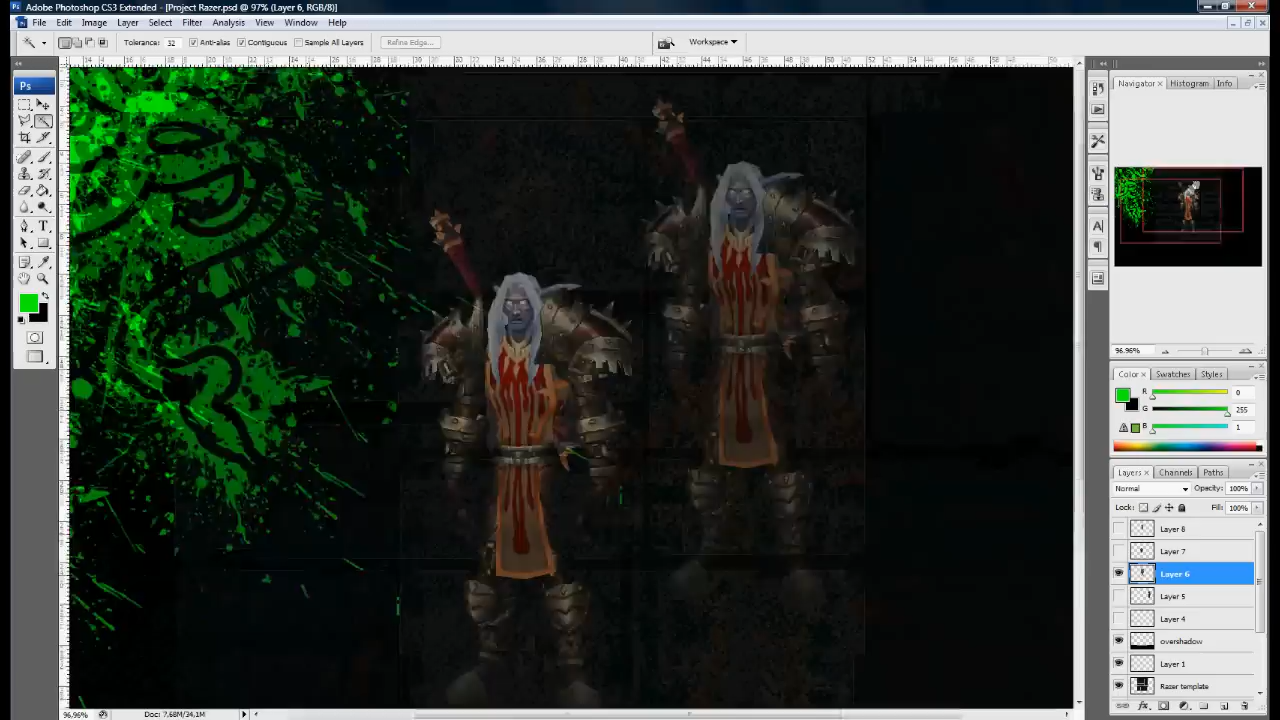 Adobe Photoshop CS3 Extended - [Project Razer.psd @ 97% (Layer 6, RGB/8)]
File Edit Image Layer Select Filter Analysis View Window Help
Tolerance: 32 Anti-alias Contiguous Sample All Layers Refine Edge... Workspace
Ps
Navigator Histogram Info
96.96%
Color Swatches Styles
R 0
G 255
B 1
Layers Channels Paths
Normal Opacity: 100%
Lock: Fill: 100%
Layer 8
Layer 7
Layer 6
Layer 5
Layer 4
overshadow
Layer 1
Razer template
96.96% Doc: 7,68M/34,1M